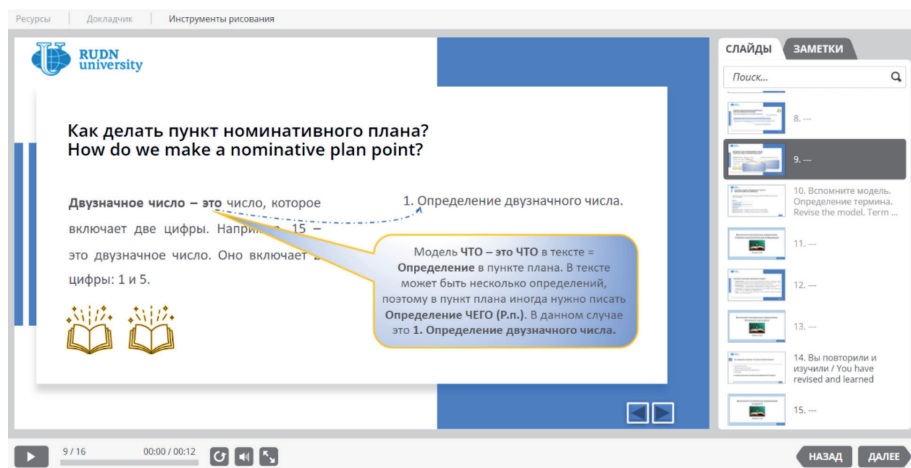 Ресурсы
Докладчик
Инструменты рисования
RUDN
university
Как делать пункт номинативного плана?
How do we make a nominative plan point?
Двузначное число – это число, которое
включает две цифры. Например, 15 –
это двузначное число. Оно включает 2
цифры: 1 и 5.
1. Определение двузначного числа.
Модель ЧТО – это ЧТО в тексте =
Определение в пункте плана. В тексте
может быть несколько определений,
поэтому в пункт плана иногда нужно писать
Определение ЧЕГО (Р.п.). В данном случае
это 1. Определение двузначного числа.
СЛАЙДЫ
ЗАМЕТКИ
Поиск...
8. ---
9. ---
10. Вспомните модель.
Определение термина.
Revise the model. Term ...
11. ---
12. ---
13. ---
14. Вы повторили и
изучили / You have
revised and learned
15. ---
9 / 16
00:00 / 00:12
НАЗАД
ДАЛЕЕ